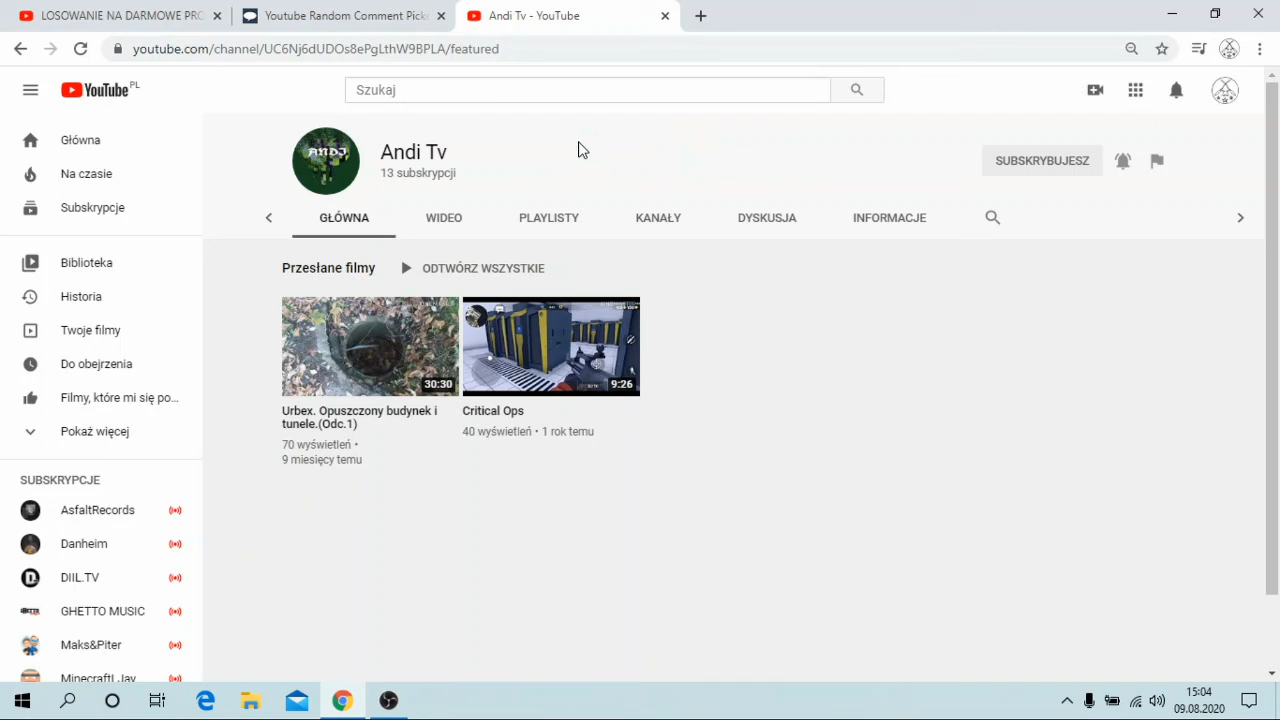 LOSOWANIE NA DARMOWE PRO
Youtube Random Comment Picke
Andi Tv - YouTube
youtube.com/channel/UC6Nj6dUDOs8ePgLthW9BPLA/featured
YouTube PL
Szukaj
Główna
Na czasie
Subskrypcje
Biblioteka
Historia
Twoje filmy
Do obejrzenia
Filmy, które mi się po...
Pokaż więcej
SUBSKRYPCJE
AsfaltRecords
Danheim
DIIL.TV
GHETTO MUSIC
Maks&Piter
MinecraftLJay
ANDJ
Andi Tv
13 subskrypcji
SUBSKRYBUJESZ
GŁÓWNA
WIDEO
PLAYLISTY
KANAŁY
DYSKUSJA
INFORMACJE
Przesłane filmy
ODTWÓRZ WSZYSTKIE
30:30
Urbex. Opuszczony budynek i
tunele.(Odc.1)
70 wyświetleń •
9 miesięcy temu
9:26
Critical Ops
40 wyświetleń • 1 rok temu
15:04
09.08.2020